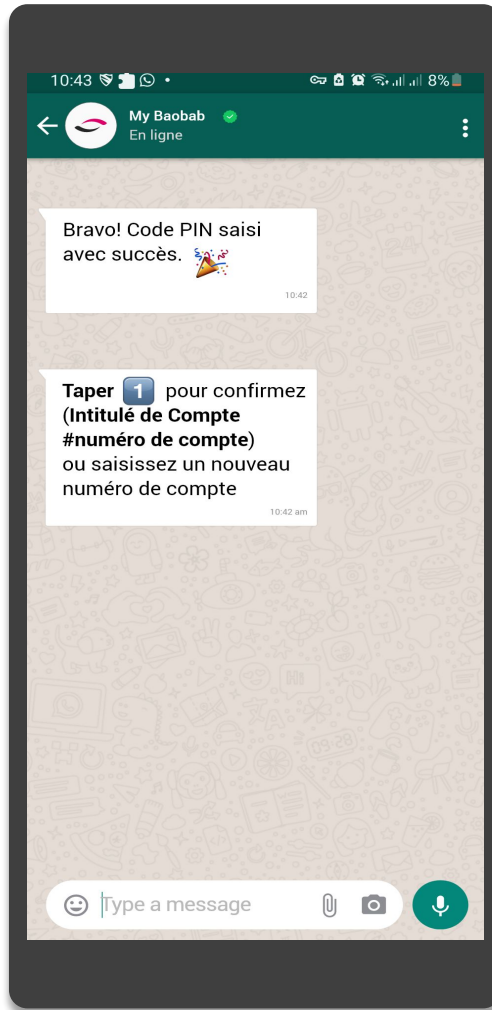 10:43 8%
My Baobab
En ligne
Bravo! Code PIN saisi
avec succès. 🎉
10:42
Taper 1️⃣ pour confirmez
(Intitulé de Compte
#numéro de compte)
ou saisissez un nouveau
numéro de compte
10:42 am
Type a message